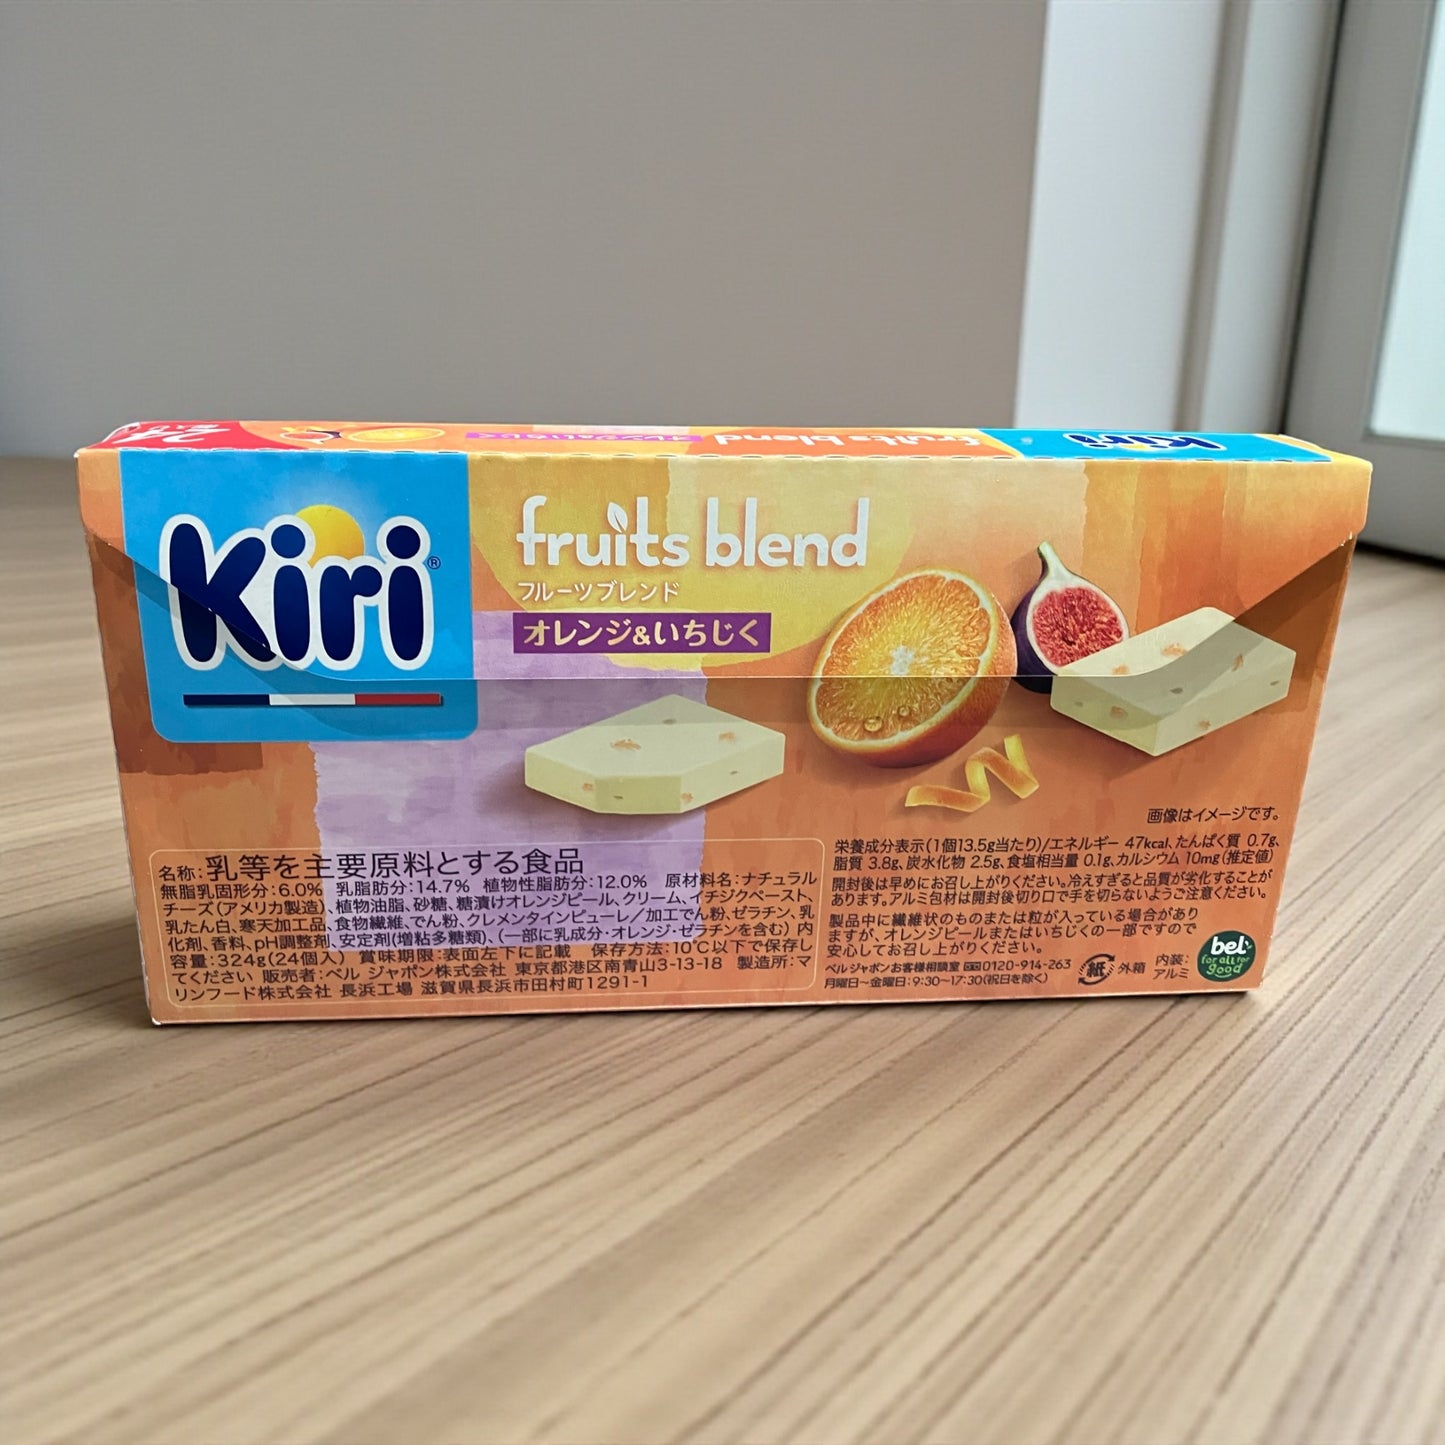 24
オレンジ&いちじく
fruits blend
Kiri
Kiri®
fruits blend
フルーツブレンド
オレンジ&いちじく
画像はイメージです。
名称:乳等を主要原料とする食品
無脂乳固形分:6.0% 乳脂肪分:14.7% 植物性脂肪分:12.0% 原材料名:ナチュラル
チーズ(アメリカ製造)、植物油脂、砂糖、糖漬けオレンジピール、クリーム、イチジクペースト、
乳たん白、寒天加工品、食物繊維、でん粉、クレメンタインピューレ/加工でん粉、ゼラチン、乳
化剤、香料、pH調整剤、安定剤(増粘多糖類)、(一部に乳成分・オレンジ・ゼラチンを含む) 内
容量:324g(24個入) 賞味期限:表面左下に記載 保存方法:10℃以下で保存し
てください 販売者:ベル ジャポン株式会社 東京都港区南青山3-13-18 製造所:マ
リンフード株式会社 長浜工場 滋賀県長浜市田村町1291-1
栄養成分表示(1個13.5g当たり)/エネルギー 47kcal、たんぱく質 0.7g、
脂質 3.8g、炭水化物 2.5g、食塩相当量 0.1g、カルシウム 10mg(推定値)
開封後は早めにお召し上がりください。冷えすぎると品質が劣化することが
あります。アルミ包材は開封後切り口で手を切らないようご注意ください。
製品中に繊維状のものまたは粒が入っている場合があり
ますが、オレンジピールまたはいちじくの一部ですので
安心してお召し上がりください。
ベル ジャポンお客様相談室 0120-914-263
月曜日〜金曜日:9:30〜17:30(祝日を除く)
紙 外箱
内装:
アルミ
bel
for all for
good